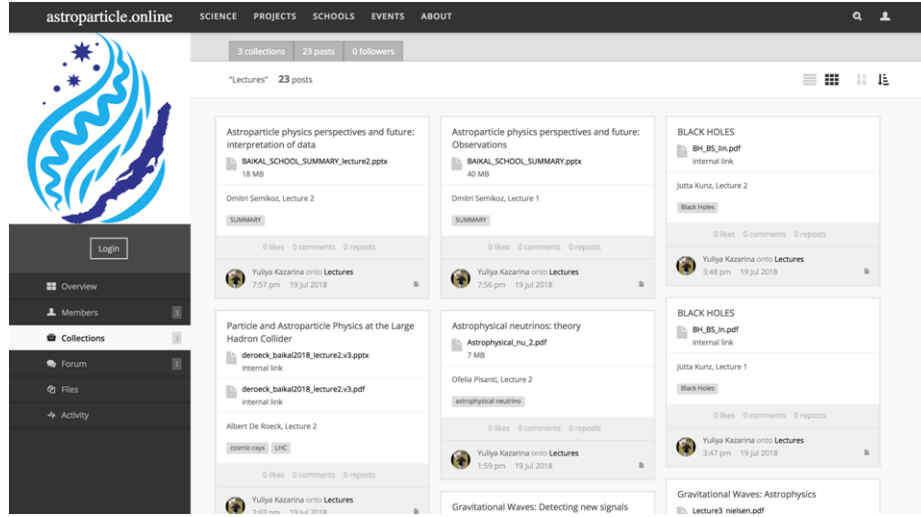 astroparticle.online
SCIENCE PROJECTS SCHOOLS EVENTS ABOUT
3 collections 23 posts 0 followers
"Lectures" 23 posts
Login
Overview
Members 3
Collections 3
Forum 1
Files
Activity
Astroparticle physics perspectives and future:
interpretation of data
BAIKAL_SCHOOL_SUMMARY_lecture2.pptx
18 MB
Dmitri Semikoz, Lecture 2
SUMMARY
0 likes 0 comments 0 reposts
Yuliya Kazarina onto Lectures
7:57 pm 19 Jul 2018
Particle and Astroparticle Physics at the Large
Hadron Collider
deroeck_baikal2018_lecture2.v3.pptx
internal link
deroeck_baikal2018_lecture2.v3.pdf
internal link
Albert De Roeck, Lecture 2
cosmic-rays LHC
0 likes 0 comments 0 reposts
Yuliya Kazarina onto Lectures
2:03 pm 19 Jul 2018
Astroparticle physics perspectives and future:
Observations
BAIKAL_SCHOOL_SUMMARY.pptx
40 MB
Dmitri Semikoz, Lecture 1
SUMMARY
0 likes 0 comments 0 reposts
Yuliya Kazarina onto Lectures
7:56 pm 19 Jul 2018
Astrophysical neutrinos: theory
Astrophysical_nu_2.pdf
7 MB
Ofelia Pisanti, Lecture 2
astrophysical neutrino
0 likes 0 comments 0 reposts
Yuliya Kazarina onto Lectures
1:59 pm 19 Jul 2018
Gravitational Waves: Detecting new signals
BLACK HOLES
BH_BS_IIn.pdf
internal link
Jutta Kunz, Lecture 2
Black Holes
0 likes 0 comments 0 reposts
Yuliya Kazarina onto Lectures
3:48 pm 19 Jul 2018
BLACK HOLES
BH_BS_In.pdf
internal link
Jutta Kunz, Lecture 1
Black Holes
0 likes 0 comments 0 reposts
Yuliya Kazarina onto Lectures
3:47 pm 19 Jul 2018
Gravitational Waves: Astrophysics
Lecture3_nielsen.pdf